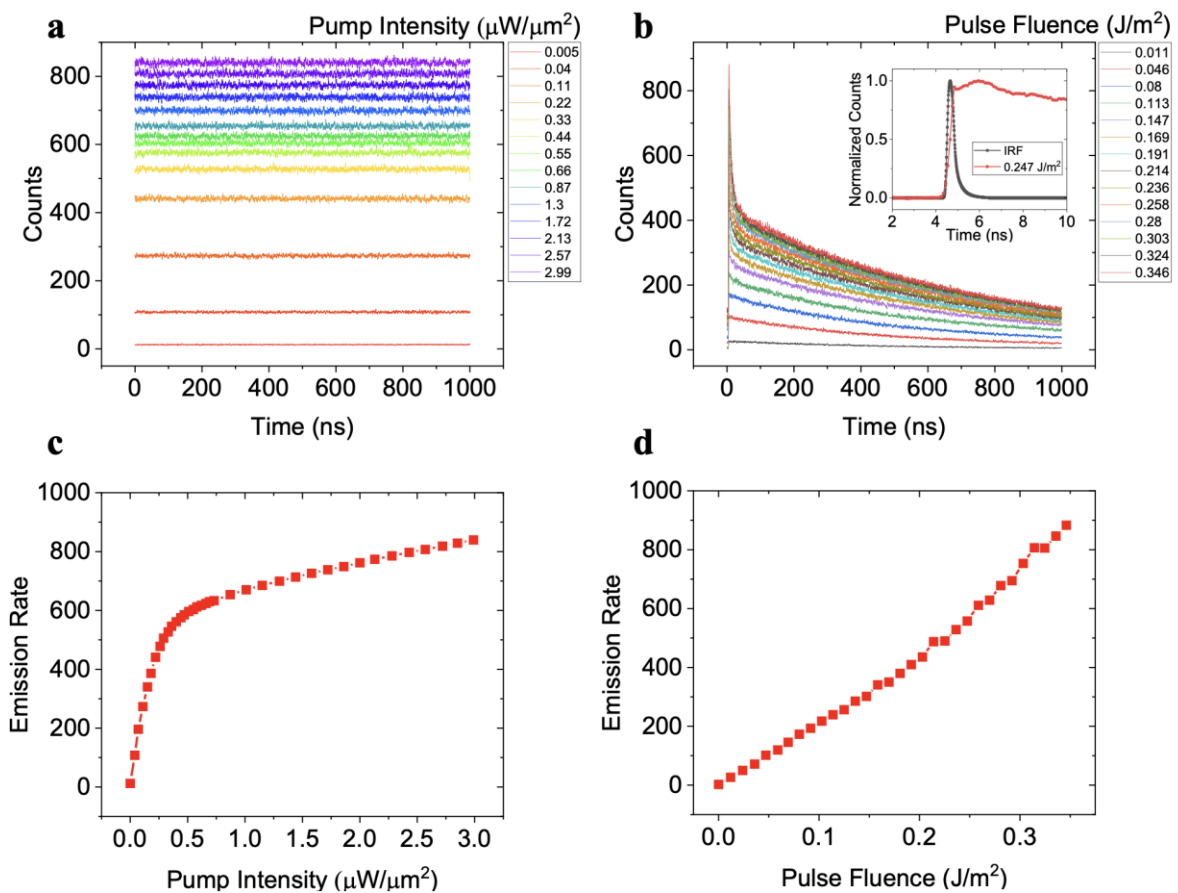 a
Pump Intensity (μW/μm²)
0.005
0.04
0.11
0.22
0.33
0.44
0.55
0.66
0.87
1.3
1.72
2.13
2.57
2.99
800
600
400
200
0
Counts
0 200 400 600 800 1000
Time (ns)
b
Pulse Fluence (J/m²)
0.011
0.046
0.08
0.113
0.147
0.169
0.191
0.214
0.236
0.258
0.28
0.303
0.324
0.346
800
600
400
200
0
Counts
0 200 400 600 800 1000
Time (ns)
1.0
0.5
0.0
Normalized Counts
IRF
0.247 J/m²
2 4 6 8 10
Time (ns)
c
1000
800
600
400
200
0
Emission Rate
0.0 0.5 1.0 1.5 2.0 2.5 3.0
Pump Intensity (μW/μm²)
d
1000
800
600
400
200
0
Emission Rate
0.0 0.1 0.2 0.3
Pulse Fluence (J/m²)